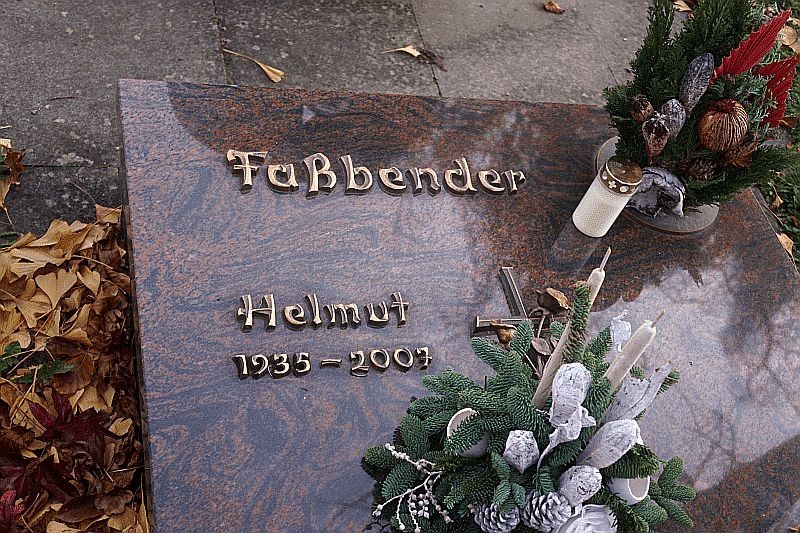 Faßbender
Helmut
1935 – 2007